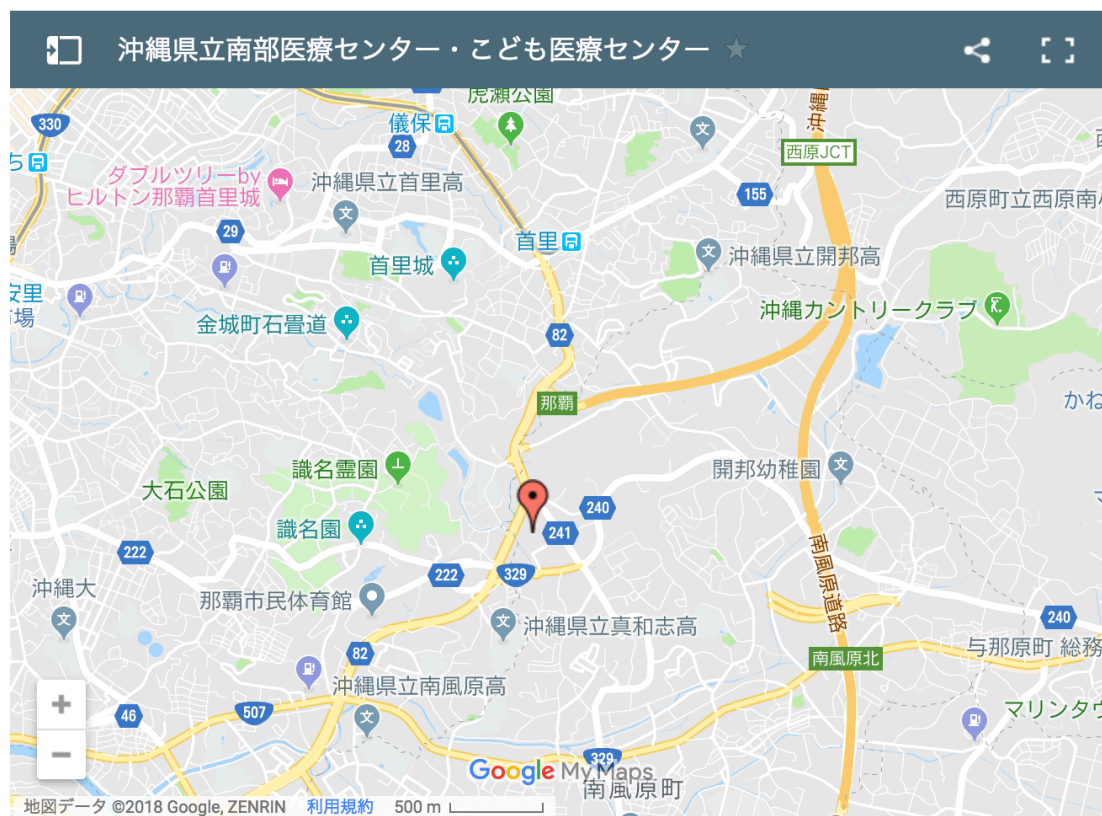 沖縄県立南部医療センター・こども医療センター
虎瀬公園
沖縄
330
儀保
28
西原JCT
ち
ダブルツリーby
ヒルトン那覇首里城
沖縄県立首里高
155
西原町立西原南
29
首里
首里城
沖縄県立開邦高
安里
市場
金城町石畳道
沖縄カントリークラブ
82
那覇
かね
識名霊園
開邦幼稚園
大石公園
240
識名園
241
222
222
329
南風原道路
沖縄大
那覇市民体育館
沖縄県立真和志高
240
与那原町 総務
82
南風原北
沖縄県立南風原高
46
507
マリンタウ
329
Google My Maps
南風原町
地図データ ©2018 Google, ZENRIN 利用規約 500 m